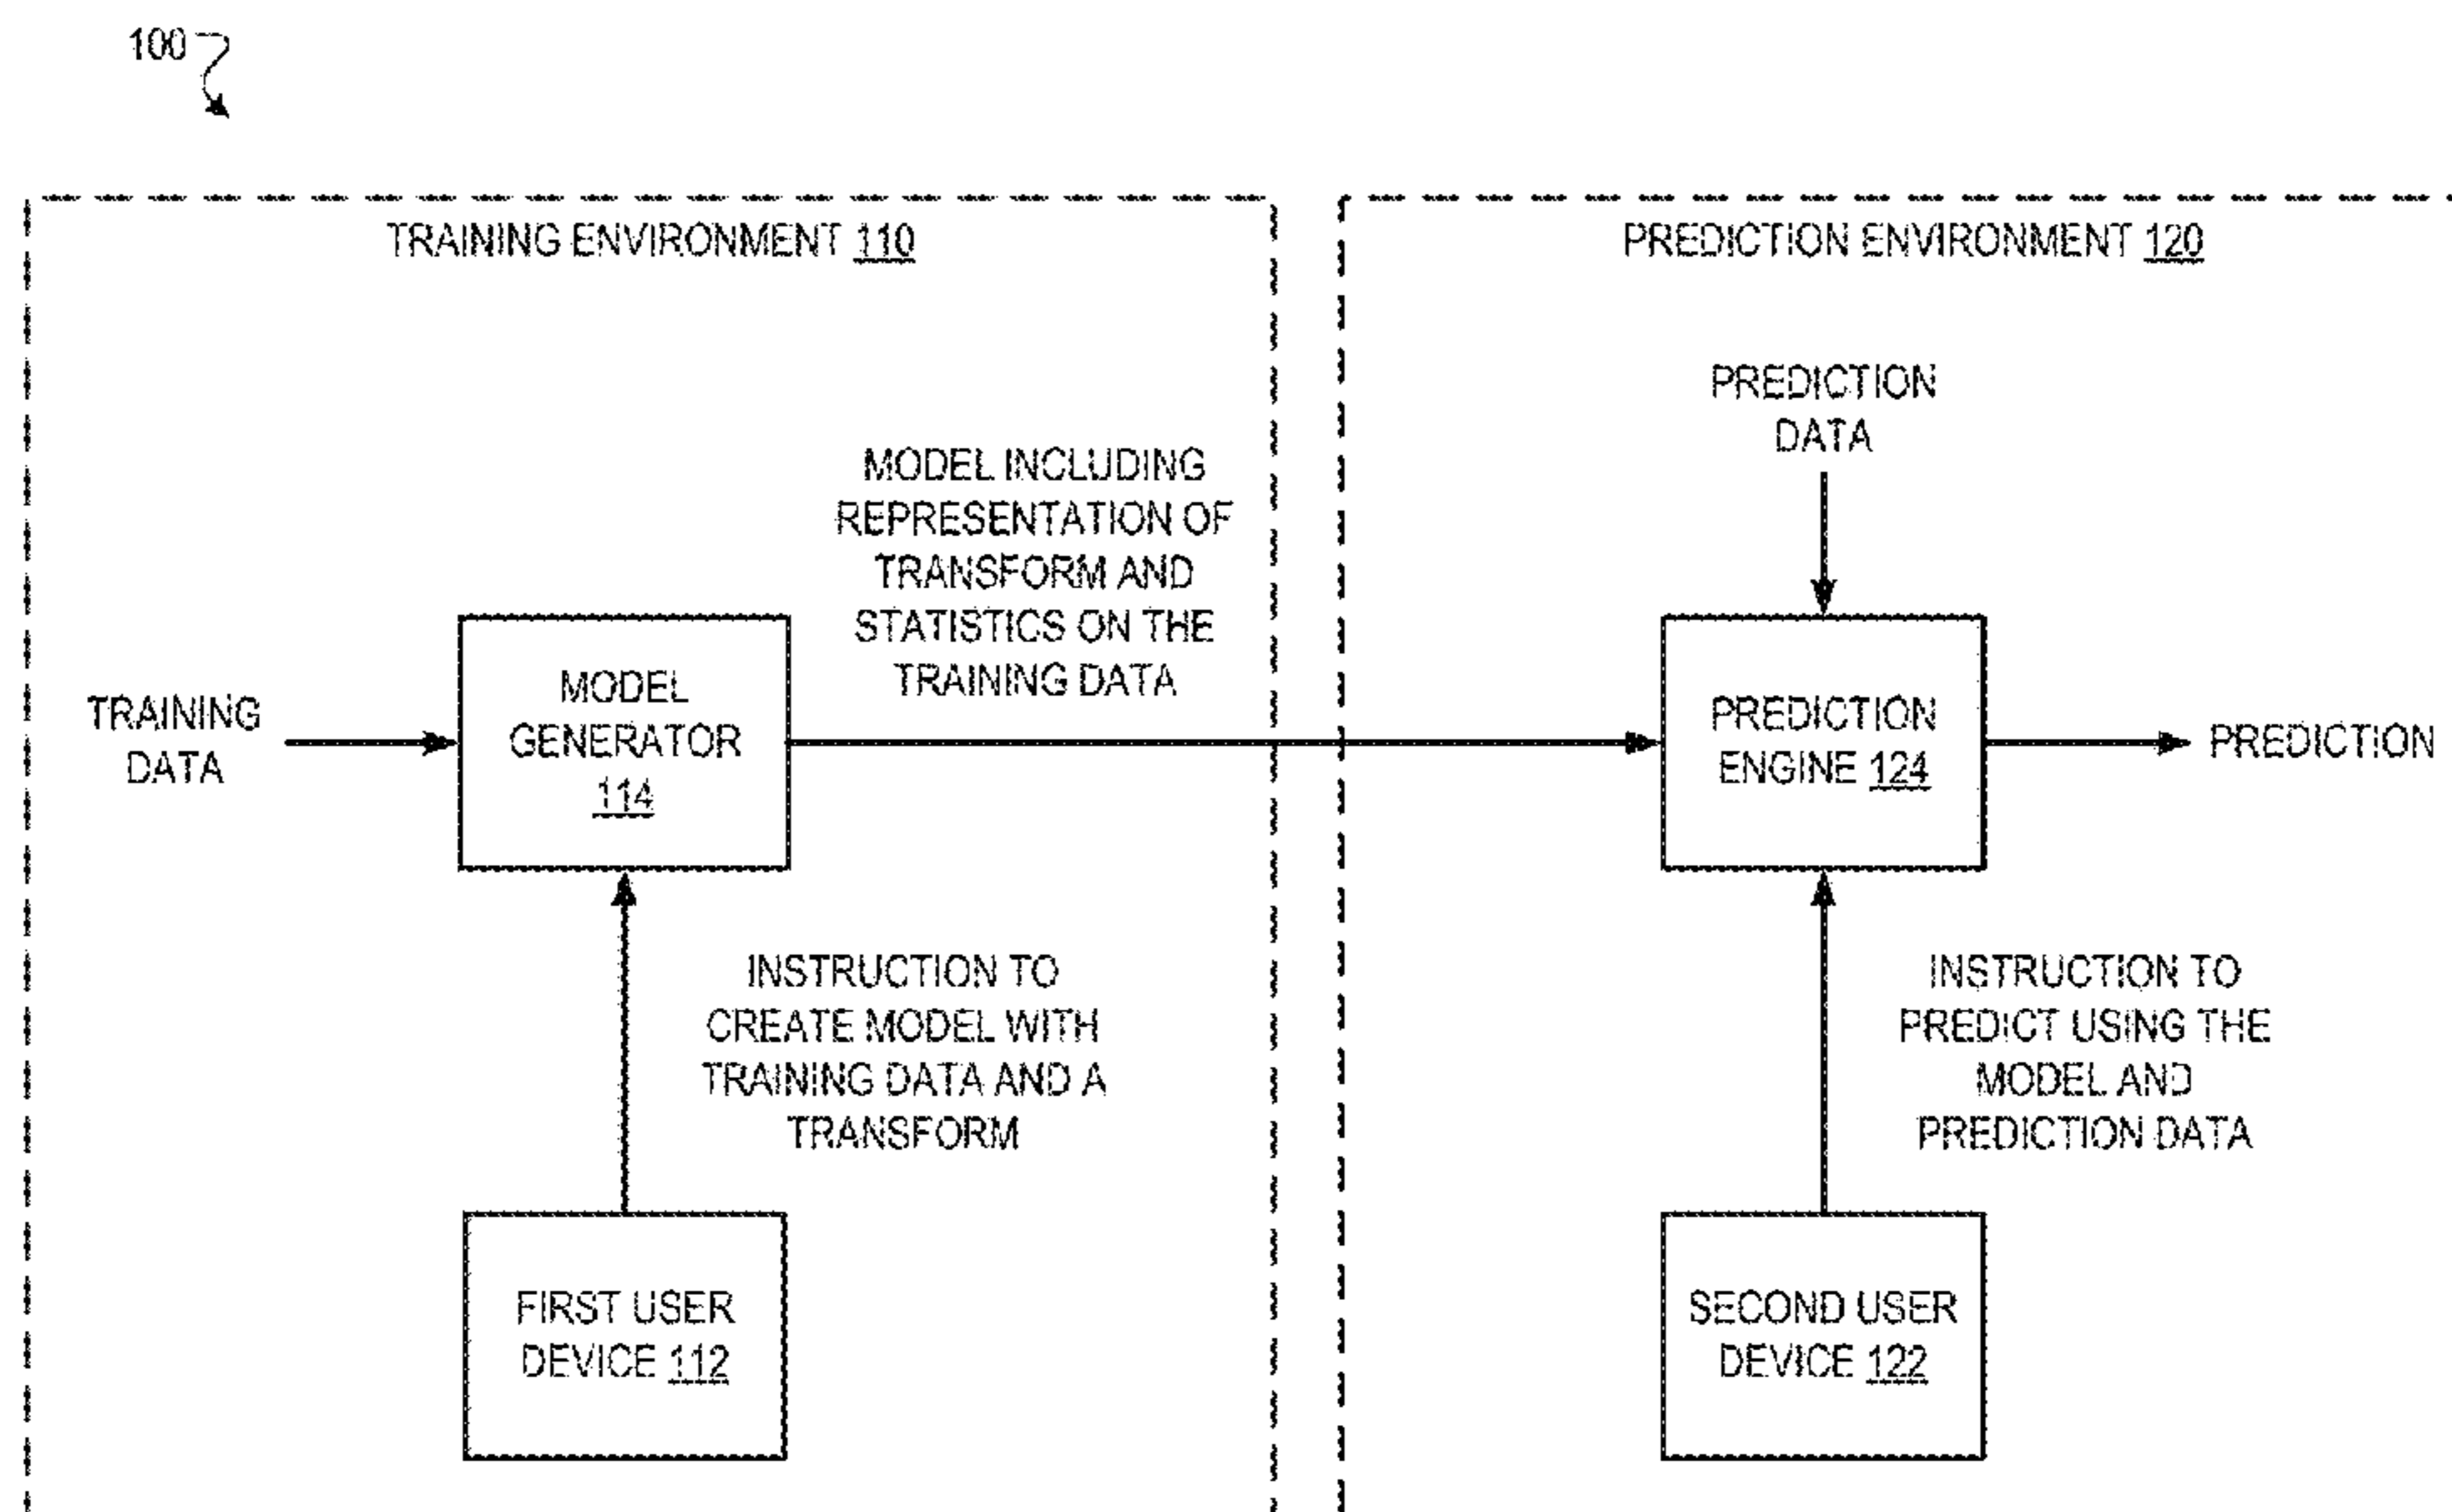 100
TRAINING ENVIRONMENT 110
PREDICTION ENVIRONMENT 120
TRAINING
DATA
MODEL
GENERATOR
114
MODEL INCLUDING
REPRESENTATION OF
TRANSFORM AND
STATISTICS ON THE
TRAINING DATA
INSTRUCTION TO
CREATE MODEL WITH
TRAINING DATA AND A
TRANSFORM
FIRST USER
DEVICE 112
PREDICTION
DATA
PREDICTION
ENGINE 124
PREDICTION
INSTRUCTION TO
PREDICT USING THE
MODEL AND
PREDICTION DATA
SECOND USER
DEVICE 122